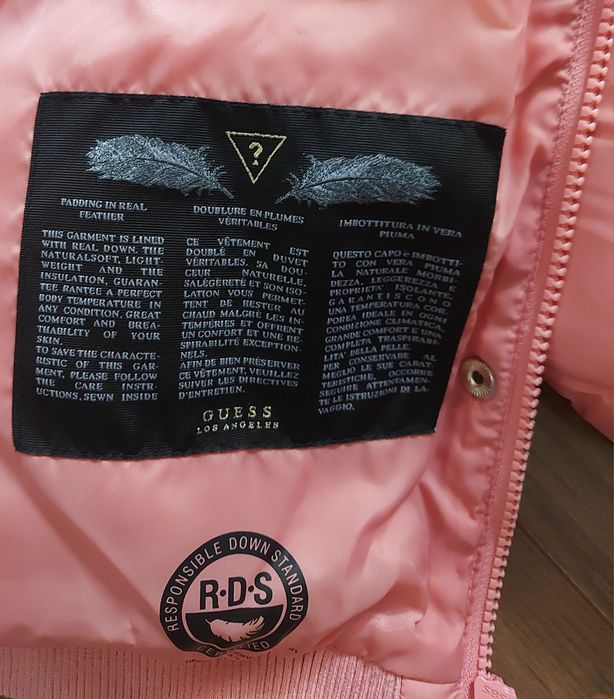 ?
PADDING IN REAL
FEATHER
THIS GARMENT IS LINED
WITH REAL DOWN. THE
NATURALSOFT, LIGHT-
WEIGHT AND THE
INSULATION, GUARAN-
TEE RANTEE A PERFECT
BODY TEMPERATURE IN
ANY CONDITION, GREAT
COMFORT AND BREA-
THABILITY OF YOUR
SKIN.
TO SAVE THE CHARACTE-
RISTIC OF THIS GAR-
MENT, PLEASE FOLLOW
THE CARE INSTR-
UCTIONS, SEWN INSIDE
DOUBLURE EN PLUMES
VÉRITABLES
CE VÊTEMENT EST
DOUBLÉ EN DUVET
VÉRITABLES. SA DOU-
CEUR NATURELLE,
SALÉGÈRETÉ ET SON ISO
LATION VOUS PERMET-
TENT DE RESTER AU
CHAUD MALGRÉ LES IN-
TEMPÉRIES ET OFFRENT
UN CONFORT ET UNE RE-
SPIRABILITÉ EXCEPTION
NELS.
AFIN DE BIEN PRÉSERVER
CE VÊTEMENT, VEUILLEZ
SUIVER LES DIRECTIVES
D'ENTRETIEN.
IMBOTTITURA IN VERA
PIUMA
QUESTO CAPO È IMBOTTI-
TO CON VERA PIUMA
LA NATURALE MORBI-
DEZZA, LEGGEREZZA E
PROPRIETA' ISOLANTE,
GARANTISCONO
UNA TEMPERATURA COR-
POREA IDEALE IN OGNI
CONDIZIONE CLIMATICA,
GRANDE COMFORT E UNA
COMPLETA TRASPIRABI-
LITA' DELLA PELLE.
PER CONSERVARE AL
MEGLIO LE SUE CARAT-
TERISTICHE, OCCORRE
SEGUIRE ATTENTAMEN-
TE LE ISTRUZIONI DI LA-
VAGGIO.
GUESS
LOS ANGELES
RESPONSIBLE DOWN STANDARD
R·D·S